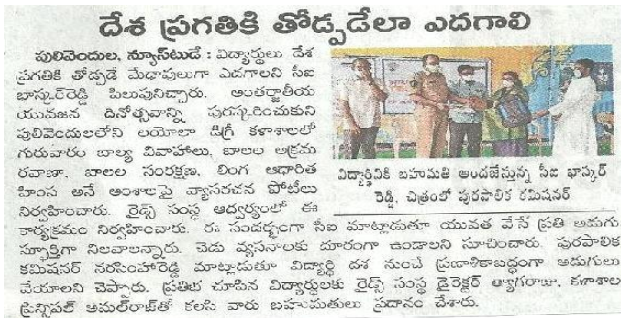 దేశ ప్రగతికి తోడ్పడేలా ఎదగాలి
పులివెందుల, న్యూస్‌టుడే : విద్యార్థులు దేశ
ప్రగతికి తోడ్పడే మేధావులుగా ఎదగాలని సీఐ
బాస్కర్‌రెడ్డి పిలుపునిచ్చారు. అంతర్జాతీయ
యువజన దినోత్సవాన్ని పురస్కరించుకుని
పులివెందులలోని లయోలా డిగ్రీ కళాశాలలో
గురువారం బాల్య వివాహాలు, బాలల అక్రమ
రవాణా, బాలల సంరక్షణ, లింగ ఆధారిత
హింస అనే అంశాలపై వ్యాసరచన పోటీలు
నిర్వహించారు. రైడ్స్ సంస్థ ఆధ్వర్యంలో ఈ
కార్యక్రమం నిర్వహించారు. ఈ సందర్భంగా సీఐ మాట్లాడుతూ యువత వేసే ప్రతి అడుగు
స్ఫూర్తిగా నిలవాలన్నారు. చెడు వ్యసనాలకు దూరంగా ఉండాలని సూచించారు. పురపాలిక
కమిషనర్ నరసింహారెడ్డి మాట్లాడుతూ విద్యార్థి దశ నుంచే ప్రణాళికాబద్ధంగా అడుగులు
వేయాలని చెప్పారు. ప్రతిభ చూపిన విద్యార్థులకు రైడ్స్ సంస్థ డైరెక్టర్ త్యాగరాజు, కళాశాల
ప్రిన్సిపల్ అమల్‌రాజ్‌తో కలసి వారు బహుమతులు ప్రదానం చేశారు.
విద్యార్థినికి బహుమతి అందజేస్తున్న సీఐ భాస్కర్
రెడ్డి, చిత్రంలో పురపాలిక కమిషనర్